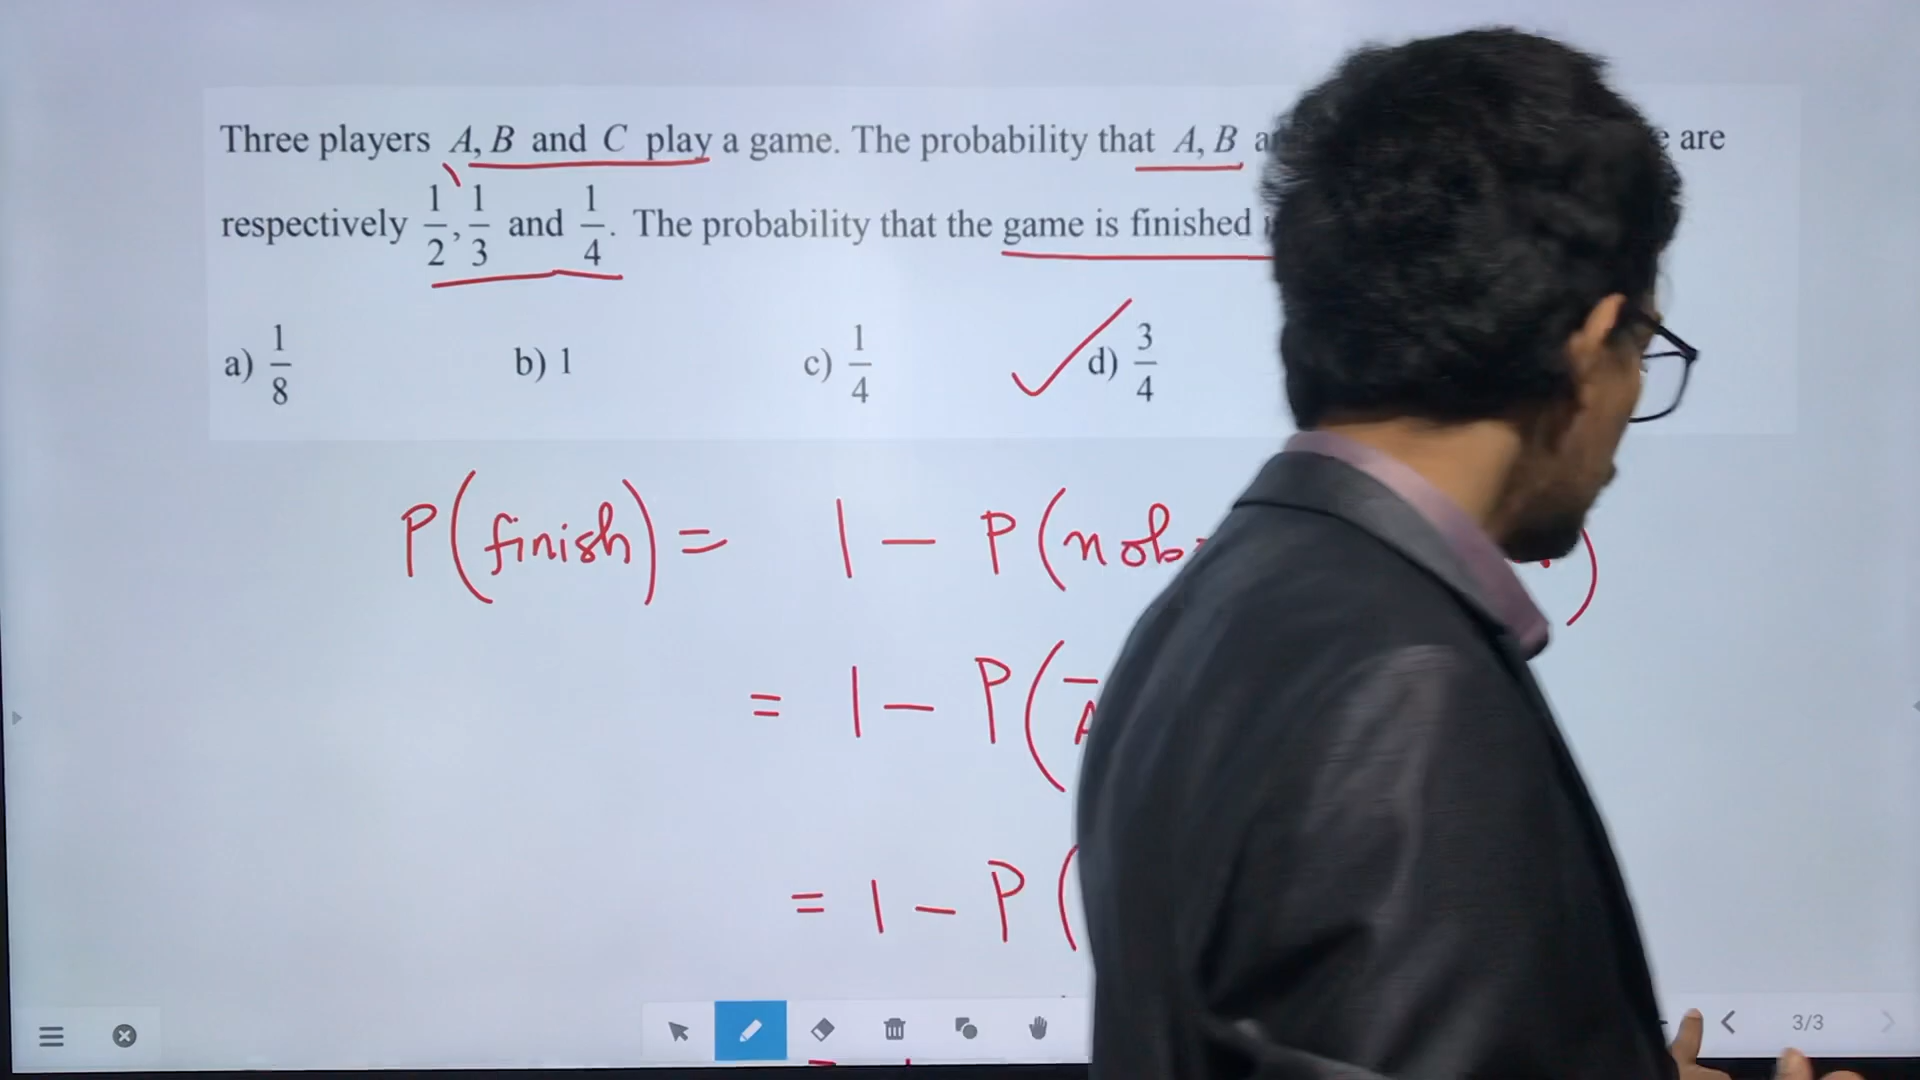 Three players A, B and C play a game. The probability that A, B are
respectively 1/2, 1/3 and 1/4. The probability that the game is finished
a) 1/8 b) 1 c) 1/4 d) 3/4
P(finish) = 1 - P(nob )
= 1 - P(A̅
= 1 - P(
3/3